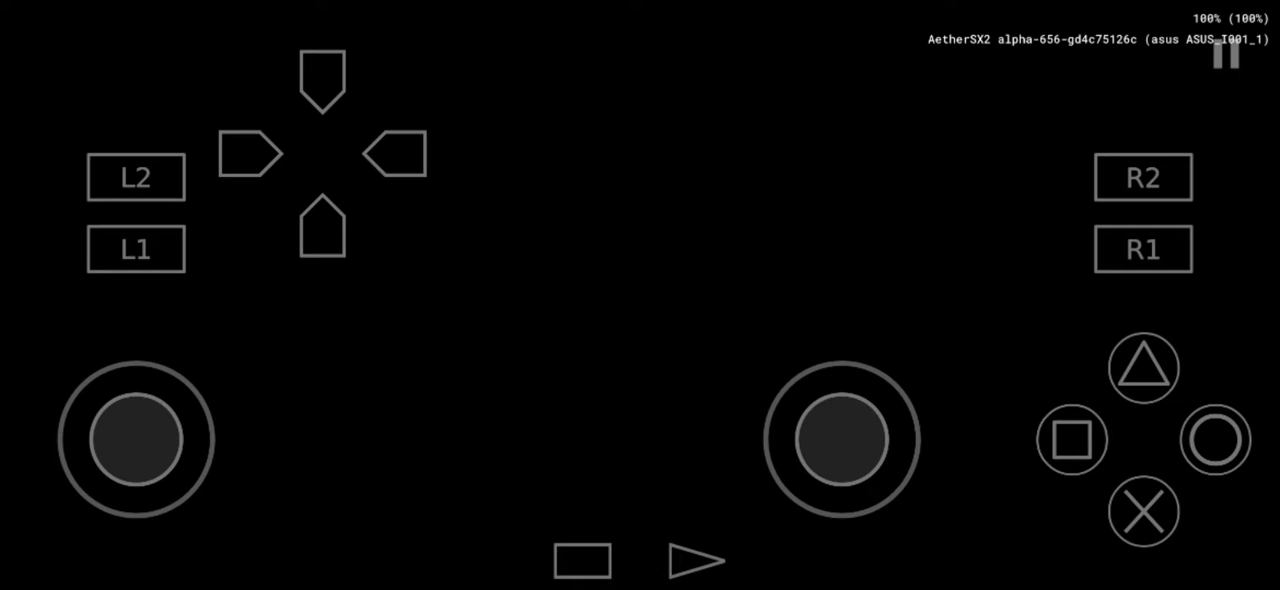 100% (100%)
AetherSX2 alpha-656-gd4c75126c (asus ASUS_I001_1)
L2
R2
L1
R1